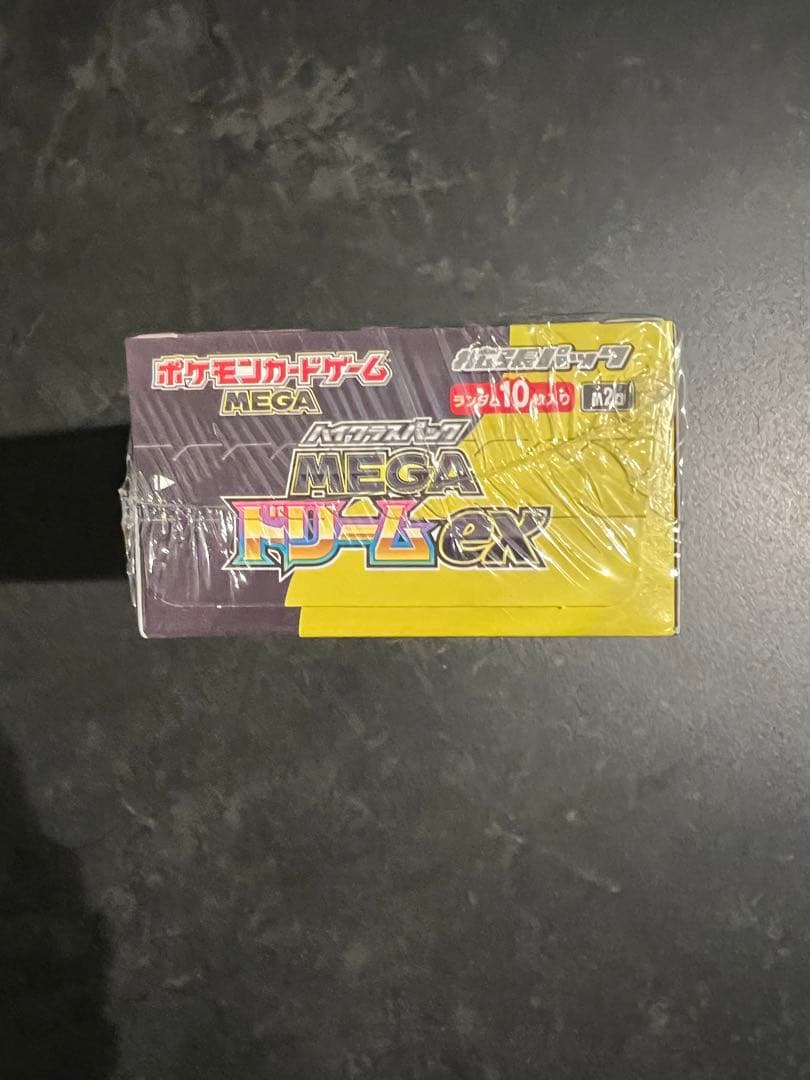 ポケモンカードゲーム
MEGA
拡張パック
ランダム10枚入り m2a
ハイクラスパック
MEGA
ドリームex